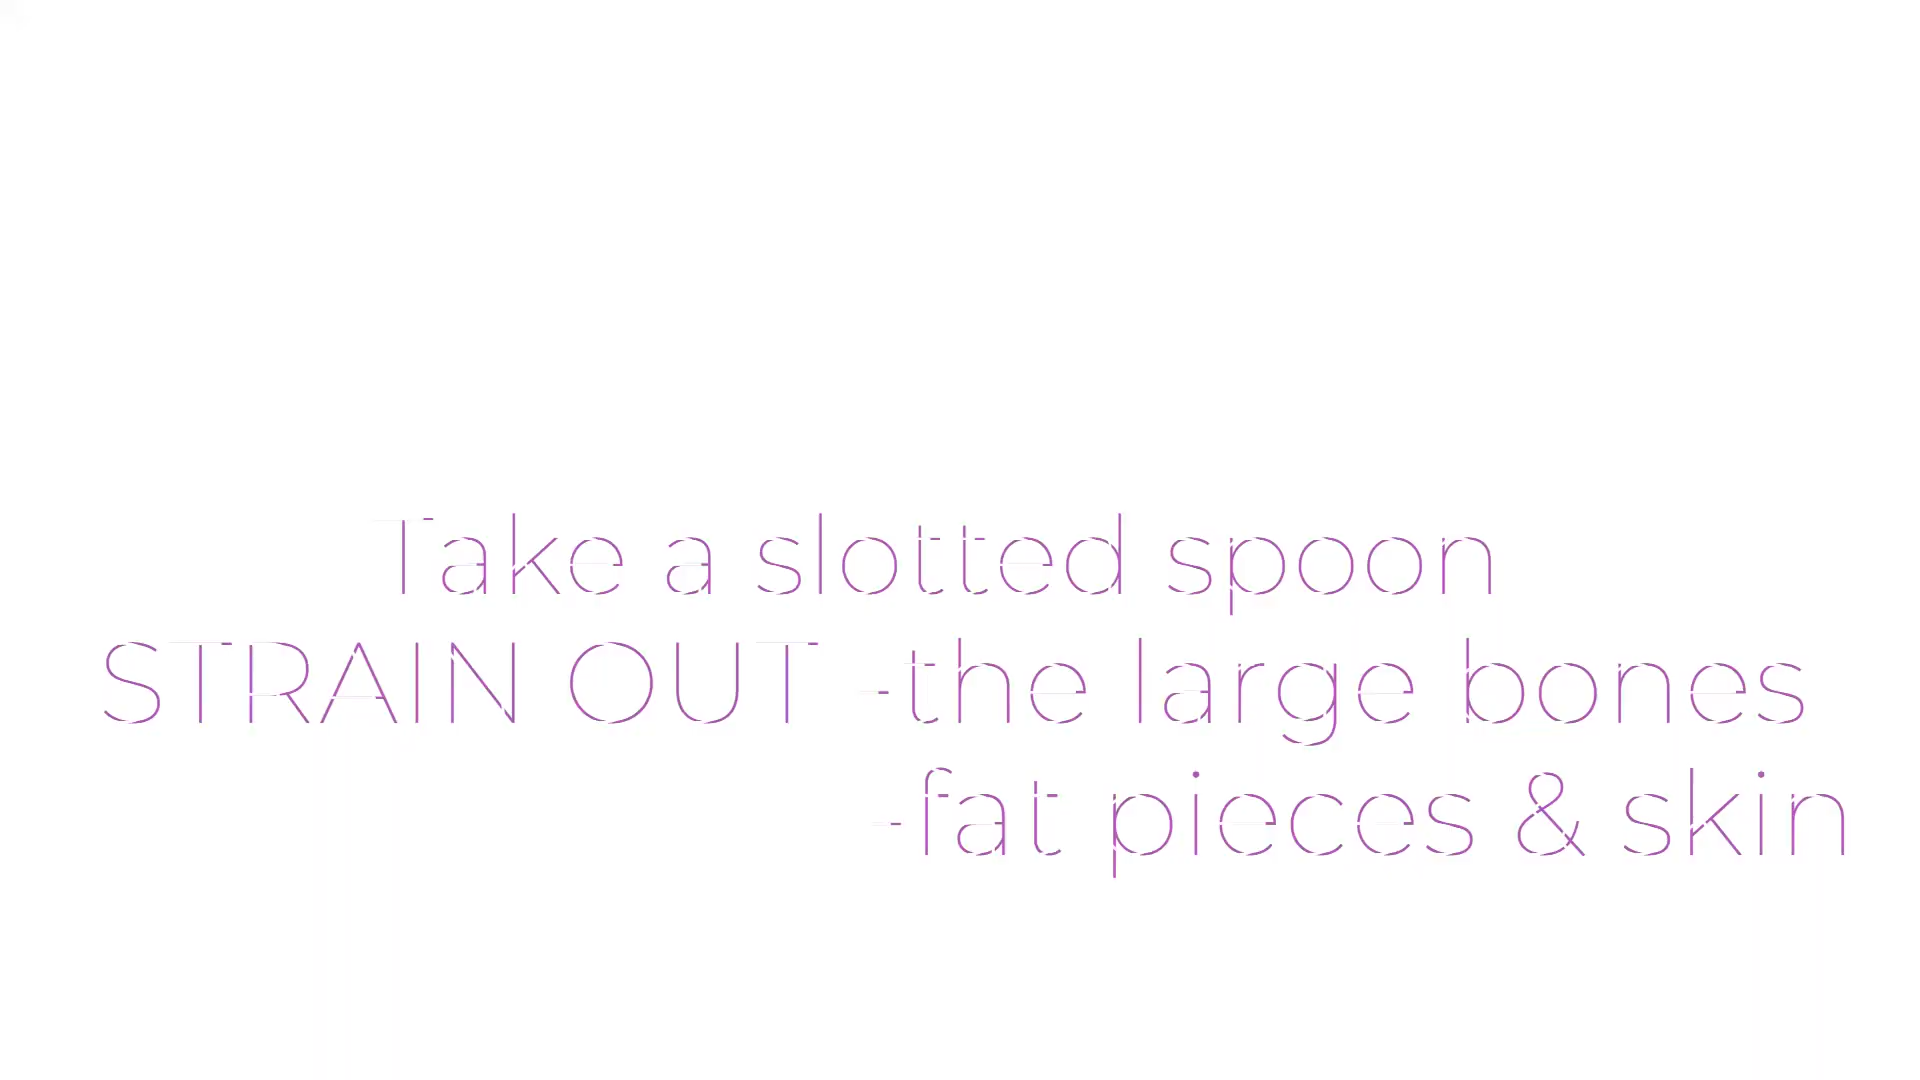 Take a slotted spoon
STRAIN OUT -the large bones
-fat pieces & skin